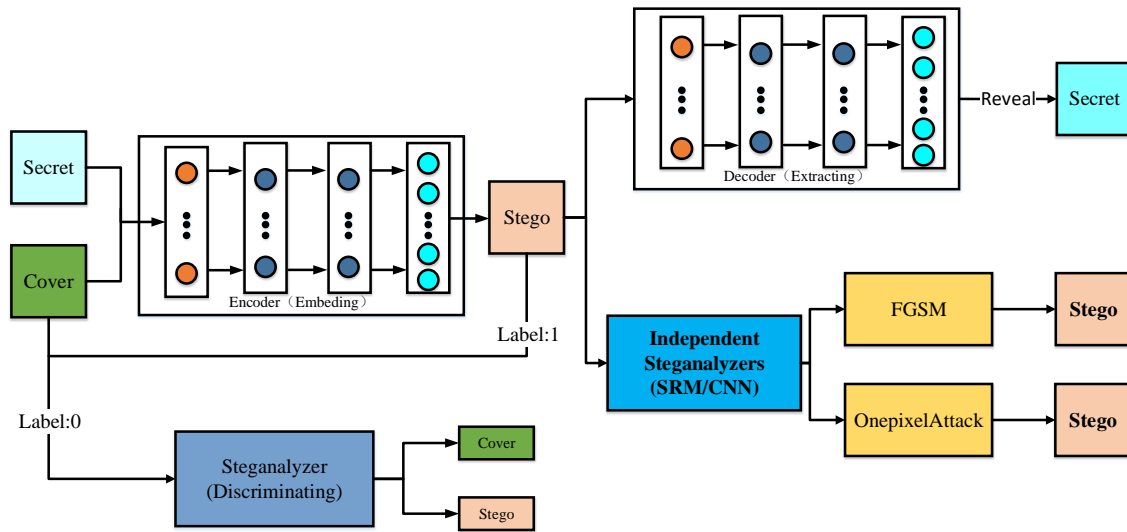 Secret
Cover
Encoder（Embeding）
Stego
Label:1
Label:0
Steganalyzer
(Discriminating)
Cover
Stego
Decoder（Extracting）
Reveal
Secret
Independent
Steganalyzers
(SRM/CNN)
FGSM
Stego
OnepixelAttack
Stego